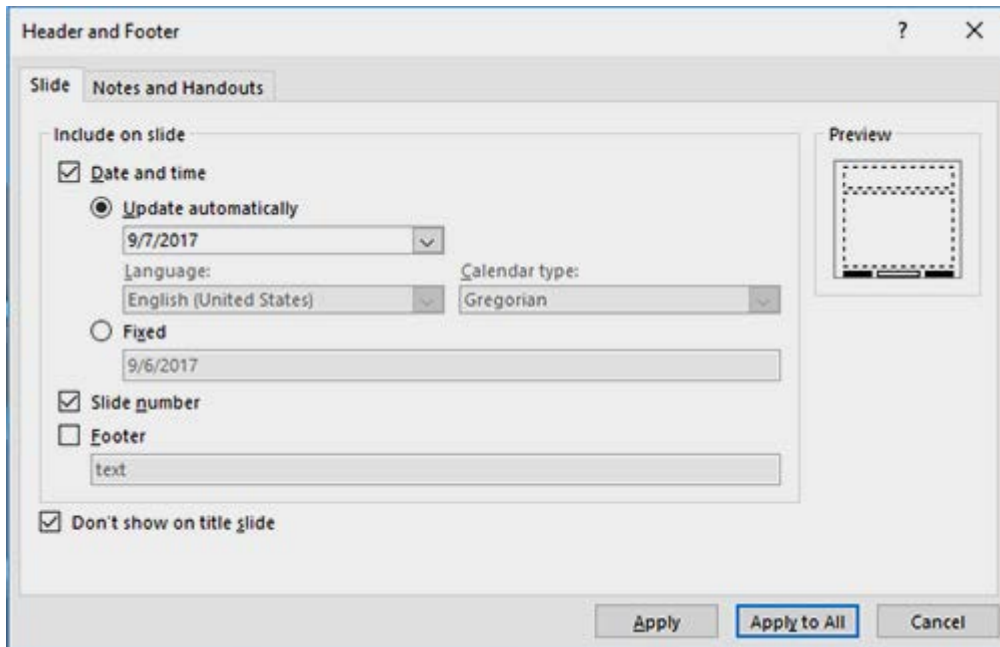 Header and Footer ?
Slide Notes and Handouts
Include on slide Preview
Date and time
Update automatically
9/7/2017
Language: Calendar type:
English (United States) Gregorian
Fixed
9/6/2017
Slide number
Footer
text
Don't show on title slide
Apply Apply to All Cancel